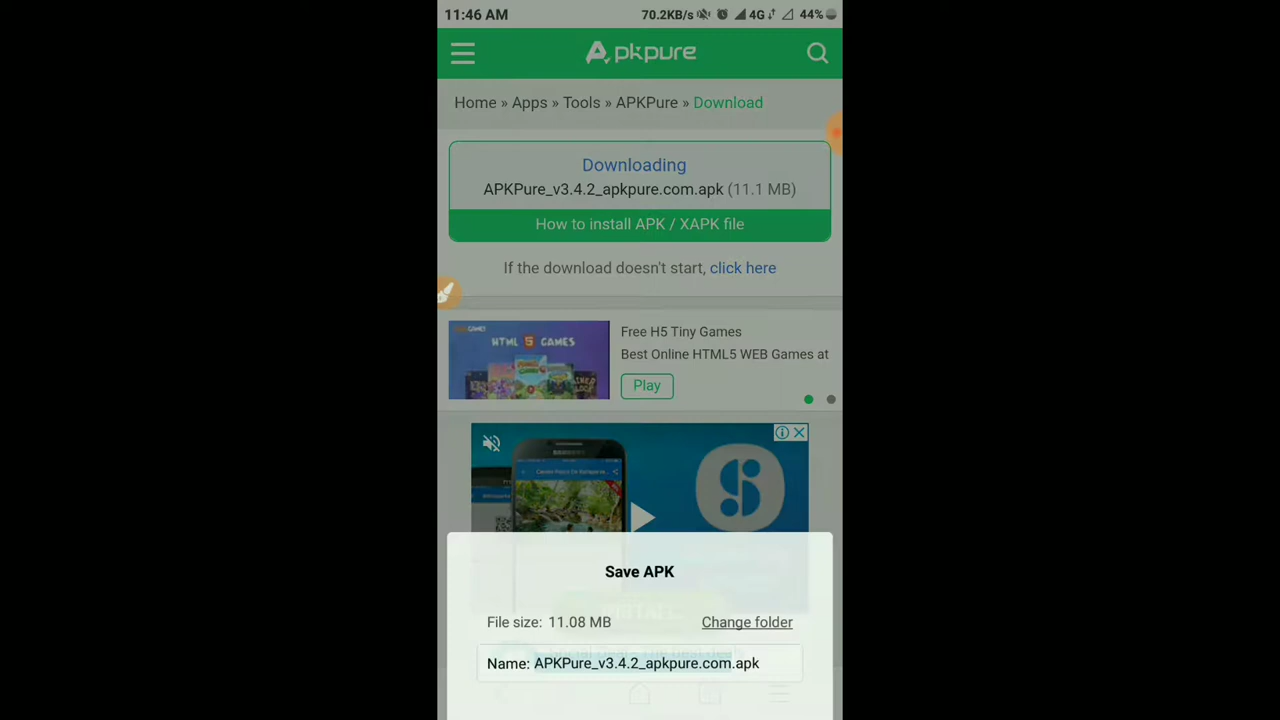 11:46 AM 70.2KB/s 4G 44%
Apkpure
Home » Apps » Tools » APKPure » Download
Downloading
APKPure_v3.4.2_apkpure.com.apk (11.1 MB)
How to install APK / XAPK file
If the download doesn't start, click here
HTML 5 GAMES
Free H5 Tiny Games
Best Online HTML5 WEB Games at
Play
SAMSUNG
INSTALL
Save APK
File size: 11.08 MB Change folder
Name: APKPure_v3.4.2_apkpure.com.apk